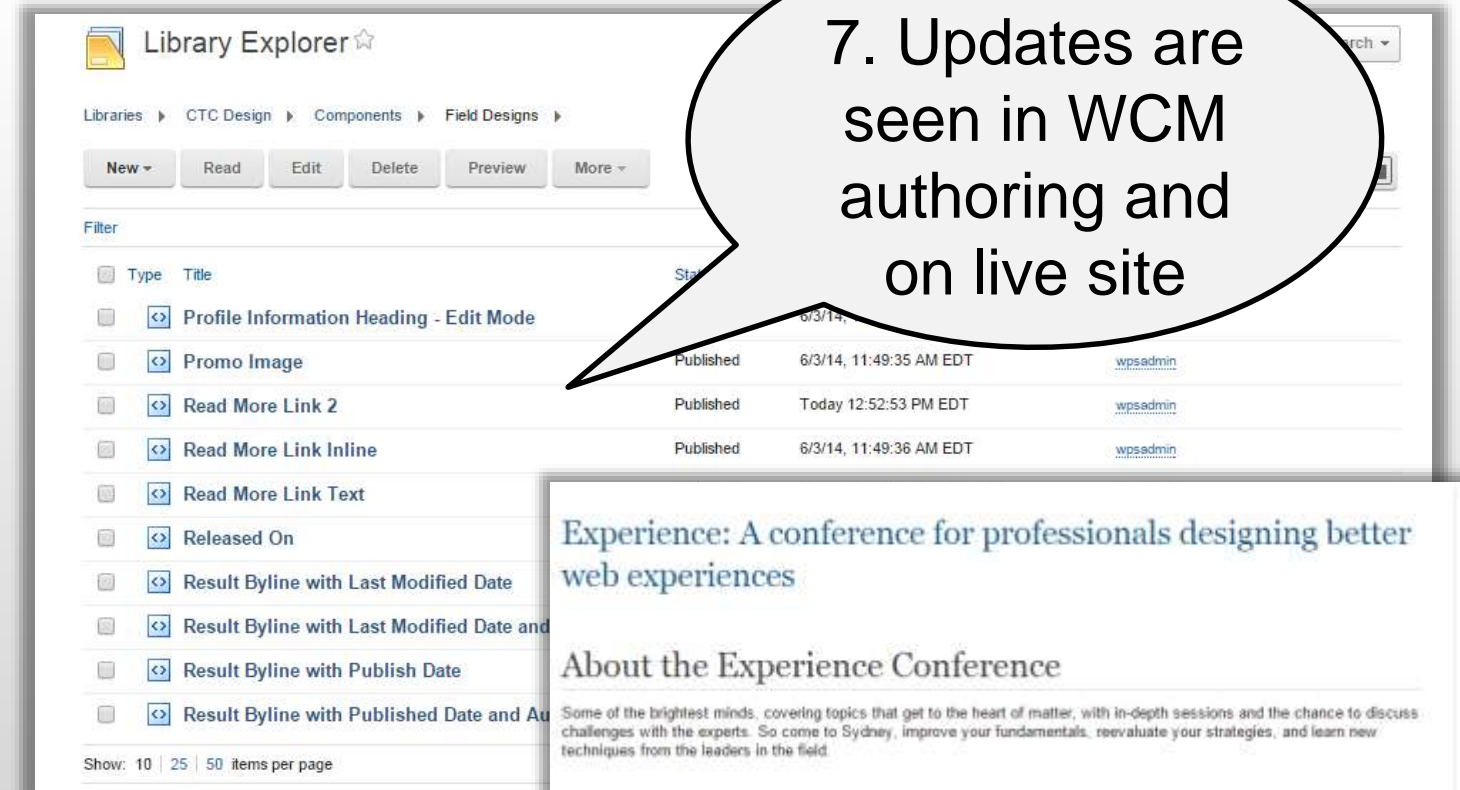 Library Explorer
7. Updates are
seen in WCM
authoring and
on live site
Libraries CTC Design Components Field Designs
New Read Edit Delete Preview More
Filter
Type Title
Profile Information Heading - Edit Mode
Promo Image Published 6/3/14, 11:49:35 AM EDT wpsadmin
Read More Link 2 Published Today 12:52:53 PM EDT wpsadmin
Read More Link Inline Published 6/3/14, 11:49:36 AM EDT wpsadmin
Read More Link Text
Released On
Result Byline with Last Modified Date
Result Byline with Last Modified Date and
Result Byline with Publish Date
Result Byline with Published Date and Au
Show: 10 | 25 | 50 items per page
Experience: A conference for professionals designing better
web experiences
About the Experience Conference
Some of the brightest minds, covering topics that get to the heart of matter, with in-depth sessions and the chance to discuss
challenges with the experts. So come to Sydney, improve your fundamentals, reevaluate your strategies, and learn new
techniques from the leaders in the field.